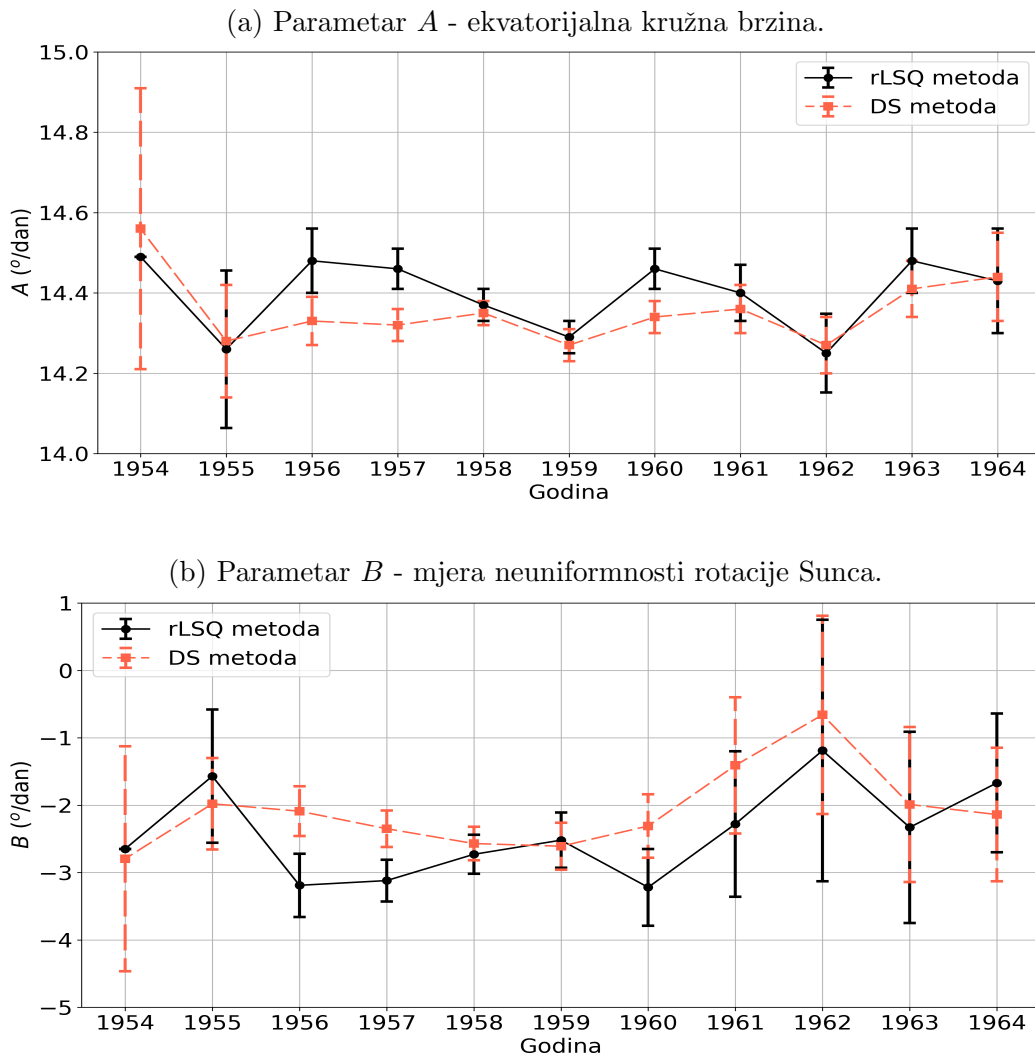 (a) Parametar A - ekvatorijalna kružna brzina.
15.0
14.8
14.6
14.4
14.2
14.0
A (⁰/dan)
rLSQ metoda
DS metoda
1954 1955 1956 1957 1958 1959 1960 1961 1962 1963 1964
Godina
(b) Parametar B - mjera neuniformnosti rotacije Sunca.
1
0
−1
−2
−3
−4
−5
B (⁰/dan)
rLSQ metoda
DS metoda
1954 1955 1956 1957 1958 1959 1960 1961 1962 1963 1964
Godina